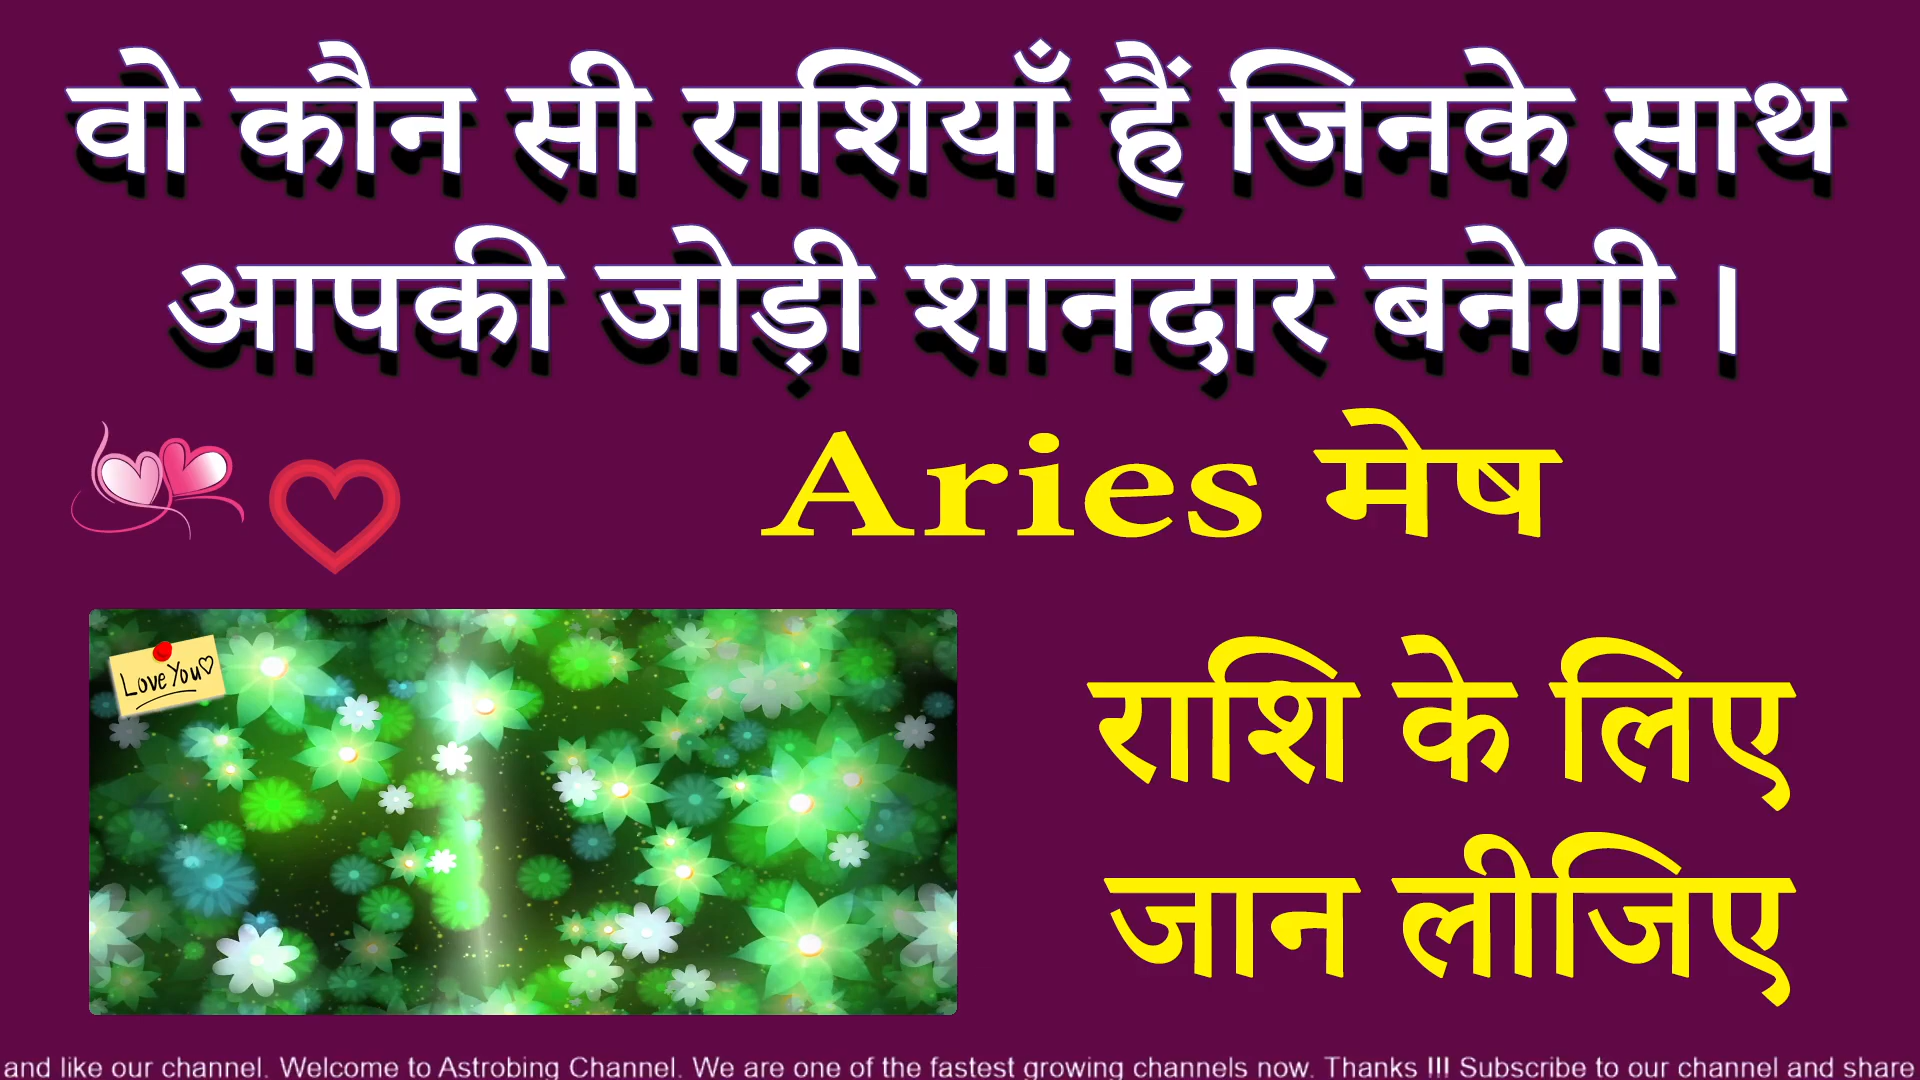 वो कौन सी राशियाँ हैं जिनके साथ
आपकी जोड़ी शानदार बनेगी ।
Aries मेष
Love You♡
राशि के लिए
जान लीजिए
and like our channel. Welcome to Astrobing Channel. We are one of the fastest growing channels now. Thanks !!! Subscribe to our channel and share